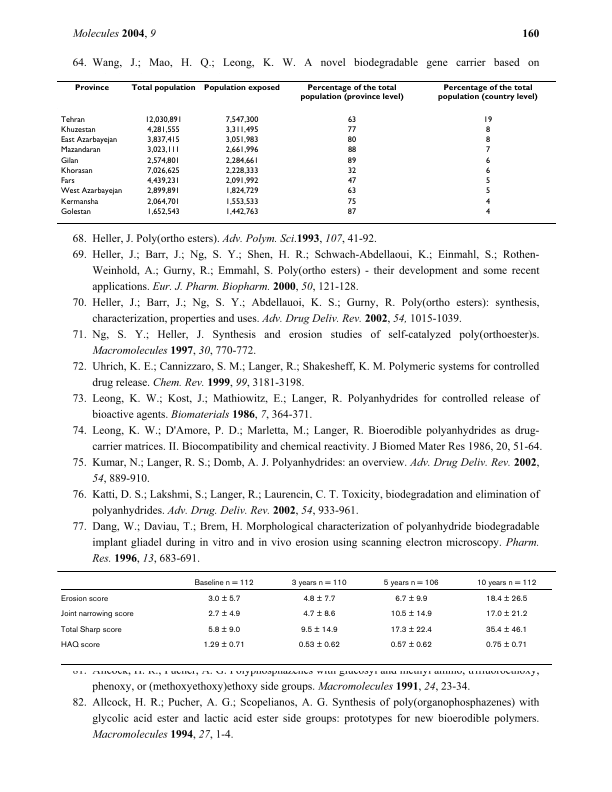 Molecules 2004, 9 160
64. Wang, J.; Mao, H. Q.; Leong, K. W. A novel biodegradable gene carrier based on
Province Total population Population exposed Percentage of the total population (province level) Percentage of the total population (country level)
Tehran 12,030,891 7,547,300 63 19
Khuzestan 4,281,555 3,311,495 77 8
East Azarbayejan 3,837,415 3,051,983 80 8
Mazandaran 3,023,111 2,661,996 88 7
Gilan 2,574,801 2,284,661 89 6
Khorasan 7,026,625 2,228,333 32 6
Fars 4,439,231 2,091,992 47 5
West Azarbayejan 2,899,891 1,824,729 63 5
Kermansha 2,064,701 1,553,533 75 4
Golestan 1,652,543 1,442,763 87 4
68. Heller, J. Poly(ortho esters). Adv. Polym. Sci.1993, 107, 41-92.
69. Heller, J.; Barr, J.; Ng, S. Y.; Shen, H. R.; Schwach-Abdellaoui, K.; Einmahl, S.; Rothen-
Weinhold, A.; Gurny, R.; Emmahl, S. Poly(ortho esters) - their development and some recent
applications. Eur. J. Pharm. Biopharm. 2000, 50, 121-128.
70. Heller, J.; Barr, J.; Ng, S. Y.; Abdellauoi, K. S.; Gurny, R. Poly(ortho esters): synthesis,
characterization, properties and uses. Adv. Drug Deliv. Rev. 2002, 54, 1015-1039.
71. Ng, S. Y.; Heller, J. Synthesis and erosion studies of self-catalyzed poly(orthoester)s.
Macromolecules 1997, 30, 770-772.
72. Uhrich, K. E.; Cannizzaro, S. M.; Langer, R.; Shakesheff, K. M. Polymeric systems for controlled
drug release. Chem. Rev. 1999, 99, 3181-3198.
73. Leong, K. W.; Kost, J.; Mathiowitz, E.; Langer, R. Polyanhydrides for controlled release of
bioactive agents. Biomaterials 1986, 7, 364-371.
74. Leong, K. W.; D'Amore, P. D.; Marletta, M.; Langer, R. Bioerodible polyanhydrides as drug-
carrier matrices. II. Biocompatibility and chemical reactivity. J Biomed Mater Res 1986, 20, 51-64.
75. Kumar, N.; Langer, R. S.; Domb, A. J. Polyanhydrides: an overview. Adv. Drug Deliv. Rev. 2002,
54, 889-910.
76. Katti, D. S.; Lakshmi, S.; Langer, R.; Laurencin, C. T. Toxicity, biodegradation and elimination of
polyanhydrides. Adv. Drug. Deliv. Rev. 2002, 54, 933-961.
77. Dang, W.; Daviau, T.; Brem, H. Morphological characterization of polyanhydride biodegradable
implant gliadel during in vitro and in vivo erosion using scanning electron microscopy. Pharm.
Res. 1996, 13, 683-691.
Baseline n = 112 3 years n = 110 5 years n = 106 10 years n = 112
Erosion score 3.0 ± 5.7 4.8 ± 7.7 6.7 ± 9.9 18.4 ± 26.5
Joint narrowing score 2.7 ± 4.9 4.7 ± 8.6 10.5 ± 14.9 17.0 ± 21.2
Total Sharp score 5.8 ± 9.0 9.5 ± 14.9 17.3 ± 22.4 35.4 ± 46.1
HAQ score 1.29 ± 0.71 0.53 ± 0.62 0.57 ± 0.62 0.75 ± 0.71
81. Allcock, H. R.; Pucher, A. G. Polyphosphazenes with glucosyl and methyl amino, trifluoroethoxy,
phenoxy, or (methoxyethoxy)ethoxy side groups. Macromolecules 1991, 24, 23-34.
82. Allcock, H. R.; Pucher, A. G.; Scopelianos, A. G. Synthesis of poly(organophosphazenes) with
glycolic acid ester and lactic acid ester side groups: prototypes for new bioerodible polymers.
Macromolecules 1994, 27, 1-4.